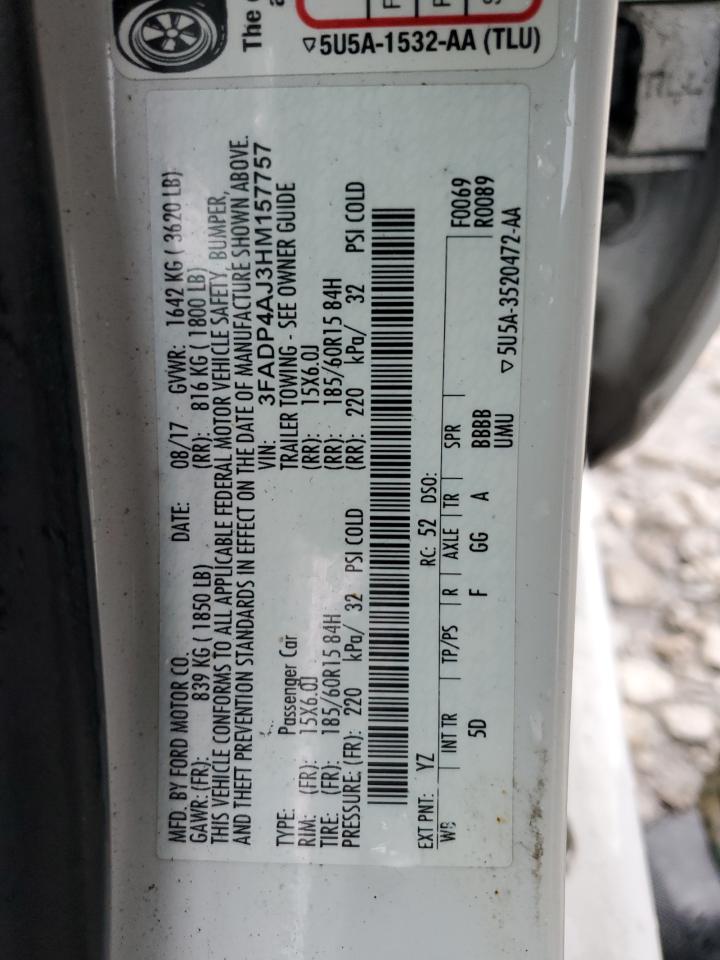 The
a
▽5U5A-1532-AA (TLU)
MFD. BY FORD MOTOR CO. DATE: 08/17 GVWR: 1642 KG ( 3620 LB)
GAWR: (FR): 839 KG ( 1850 LB) (RR): 816 KG ( 1800 LB)
THIS VEHICLE CONFORMS TO ALL APPLICABLE FEDERAL MOTOR VEHICLE SAFETY, BUMPER,
AND THEFT PREVENTION STANDARDS IN EFFECT ON THE DATE OF MANUFACTURE SHOWN ABOVE.
VIN: 3FADP4AJ3HM157757
TYPE: Passenger Car TRAILER TOWING - SEE OWNER GUIDE
RIM: (FR): 15X6.0J (RR): 15X6.0J
TIRE: (FR): 185/60R15 84H (RR): 185/60R15 84H
PRESSURE: (FR): 220 kPa/ 32 PSI COLD (RR): 220 kPa/ 32 PSI COLD
EXT PNT: YZ RC: 52 DSO: F0069
WB INT TR TP/PS R AXLE TR SPR R0089
5D F GG A BBBB
UMU
▽5U5A-3520472-AA